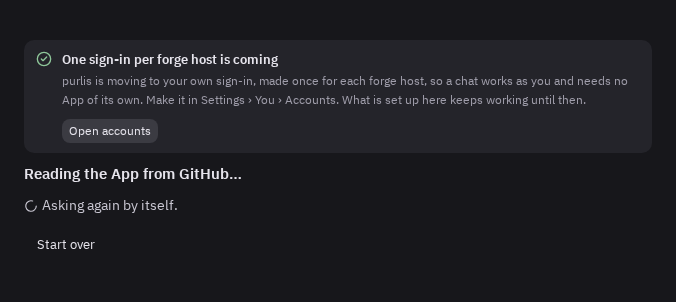 One sign-in per forge host is coming
purlis is moving to your own sign-in, made once for each forge host, so a chat works as you and needs no
App of its own. Make it in Settings › You › Accounts. What is set up here keeps working until then.
Open accounts
Reading the App from GitHub...
Asking again by itself.
Start over